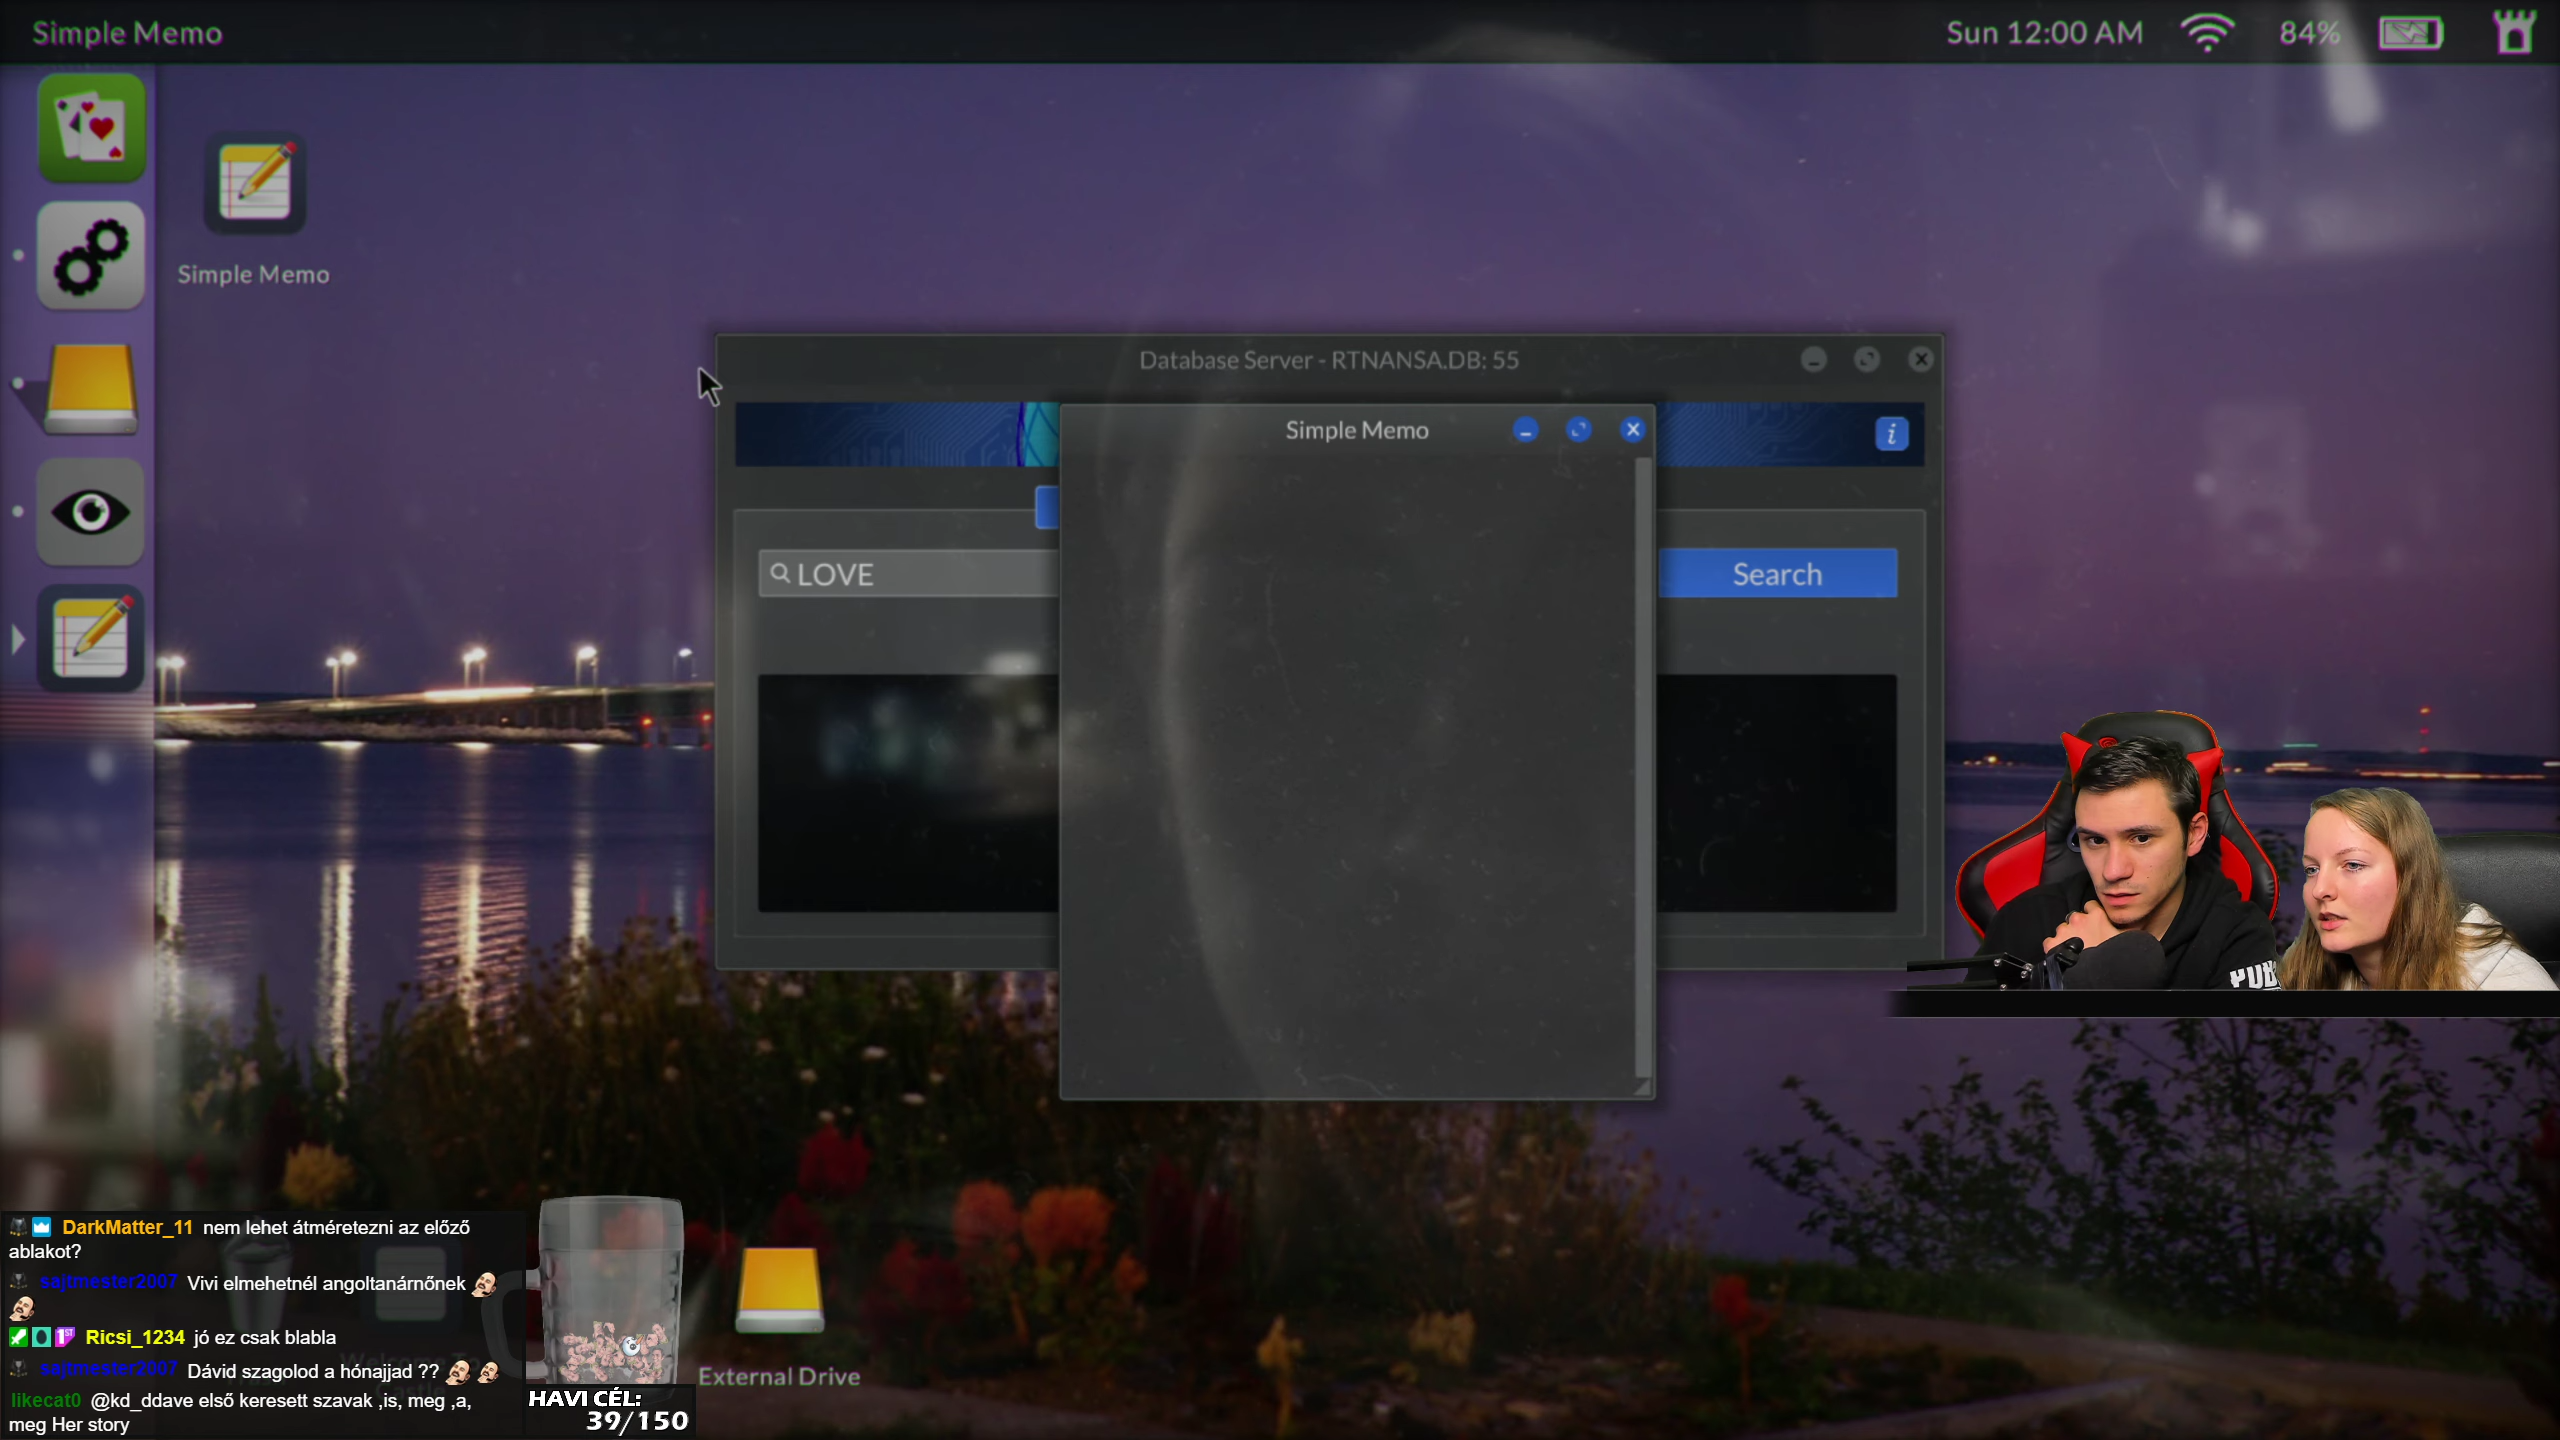 Simple Memo
Sun 12:00 AM
84%
Simple Memo
Database Server - RTNANSA.DB: 55
Simple Memo
i
LOVE
Search
PUB
DarkMatter_11 nem lehet átméretezni az előző
ablakot?
sajtmester2007 Vivi elmehetnél angoltanárnőnek
1ST Ricsi_1234 jó ez csak blabla
sajtmester2007 Dávid szagolod a hónajjad ??
likecat0 @kd_ddave első keresett szavak ,is, meg ,a,
meg Her story
HAVI CÉL:
39/150
External Drive